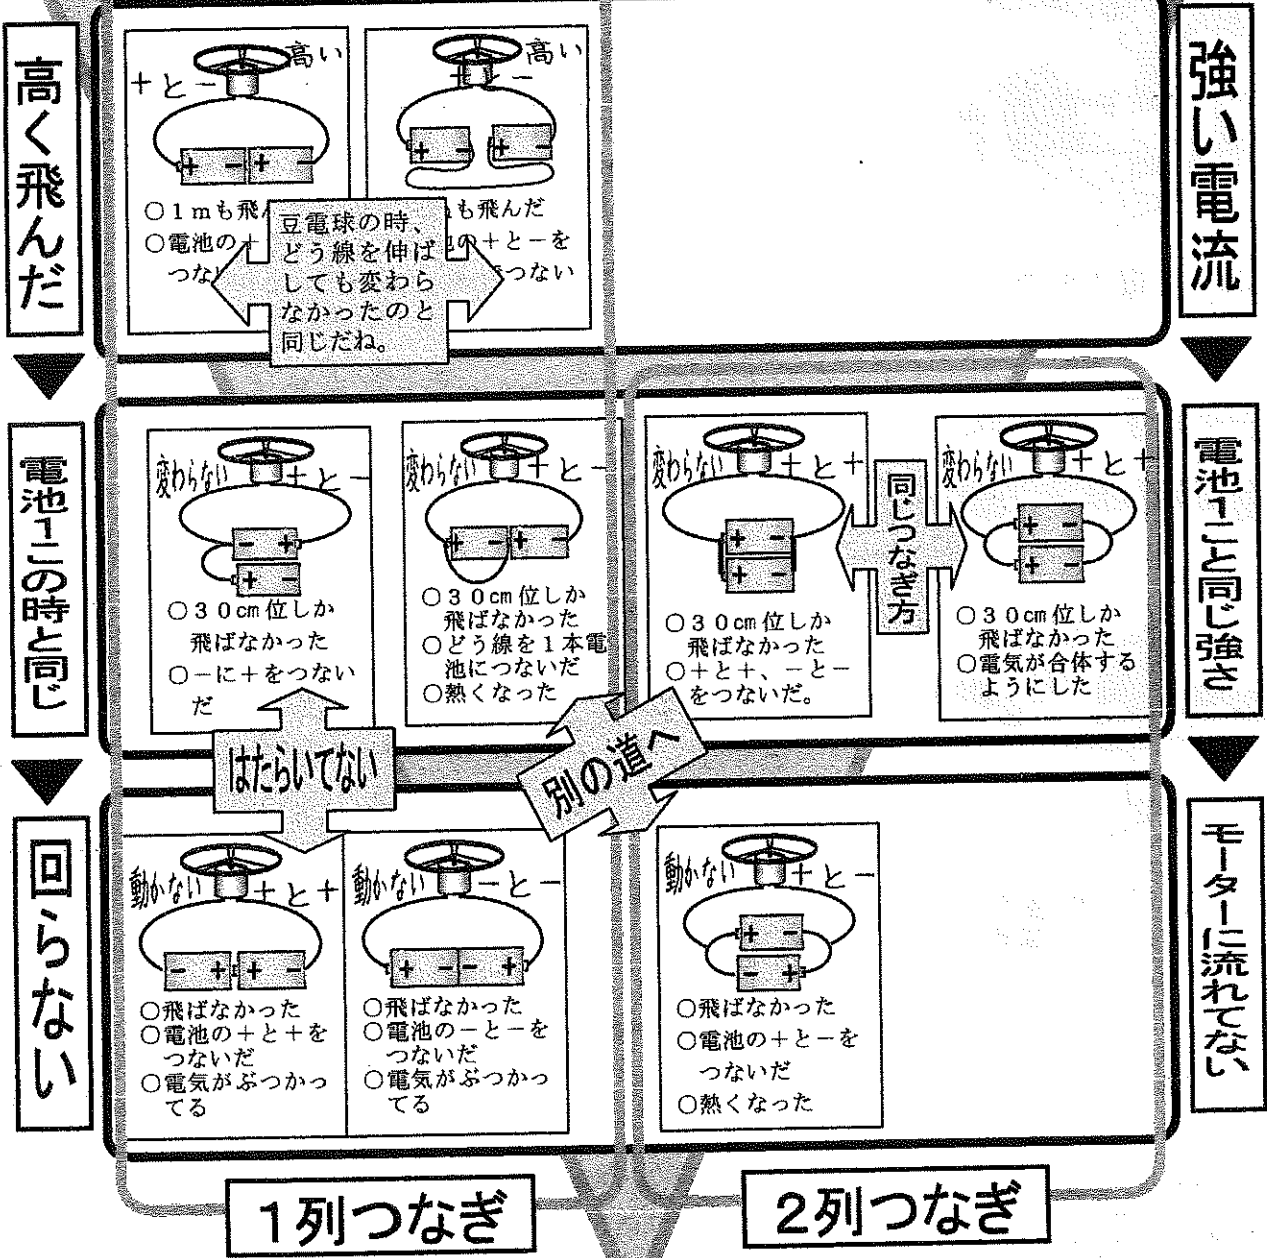 高く飛んだ
高い
+と-
+ - + -
○1mも飛
○電池の+
つな
高い
+ - + -
も飛んだ
の+と-を
つない
豆電球の時、
どう線を伸ば
しても変わら
なかったのと
同じだね。
強い電流
電池1この時と同じ
変わらない
+と-
- +
+ -
○30cm位しか
飛ばなかった
○-に+をつない
だ
変わらない
+と-
+ - + -
○30cm位しか
飛ばなかった
○どう線を1本電
池につないだ
○熱くなった
変わらない
+と+
+ -
+ -
○30cm位しか
飛ばなかった
○+と+、-と-
をつないだ。
同じつなぎ方
変わらない
+と+
+ -
+ -
○30cm位しか
飛ばなかった
○電気が合体する
ようにした
電池1こと同じ強さ
はたらいてない
別の道へ
回らない
動かない
+と+
- + + -
○飛ばなかった
○電池の+と+を
つないだ
○電気がぶつかっ
てる
動かない
-と-
+ - - +
○飛ばなかった
○電池の-と-を
つないだ
○電気がぶつかっ
てる
動かない
+と-
+ -
- +
○飛ばなかった
○電池の+と-を
つないだ
○熱くなった
モーターに流れてない
1列つなぎ
2列つなぎ